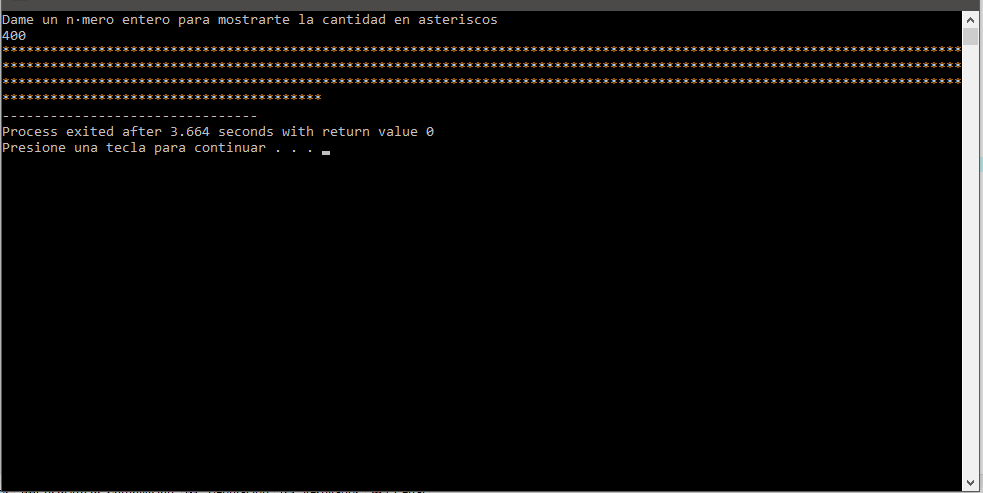 Dame un n·mero entero para mostrarte la cantidad en asteriscos
400
************************************************************************************************************************
************************************************************************************************************************
************************************************************************************************************************
****************************************
--------------------------------
Process exited after 3.664 seconds with return value 0
Presione una tecla para continuar . . .